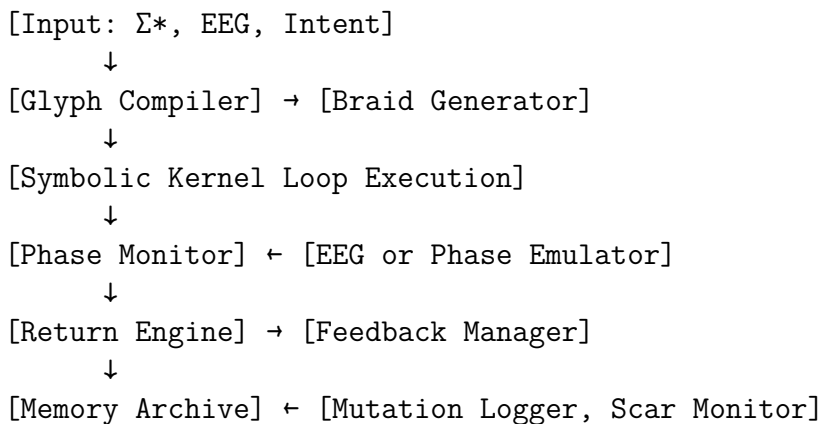 [Input: Σ*, EEG, Intent]
↓
[Glyph Compiler] → [Braid Generator]
↓
[Symbolic Kernel Loop Execution]
↓
[Phase Monitor] ← [EEG or Phase Emulator]
↓
[Return Engine] → [Feedback Manager]
↓
[Memory Archive] ← [Mutation Logger, Scar Monitor]